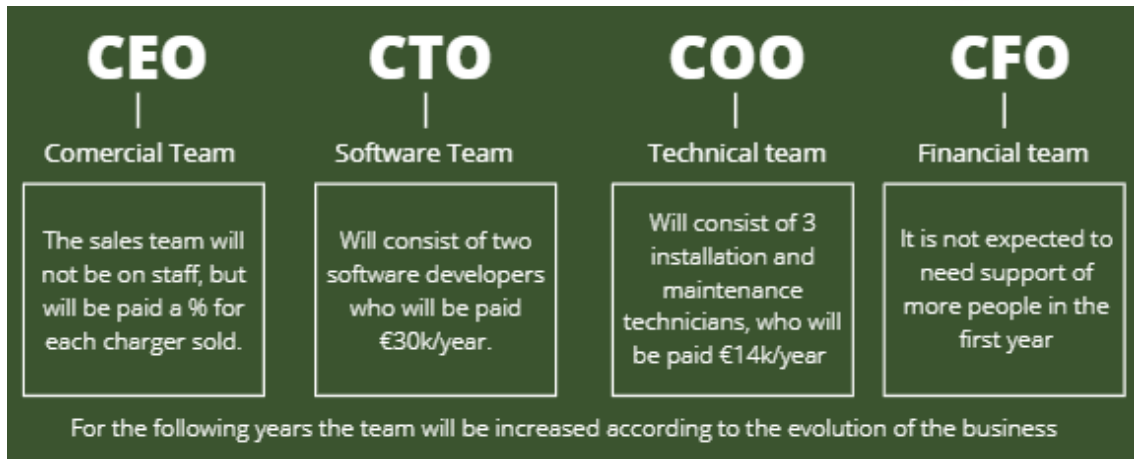 CEO
Comercial Team
The sales team will
not be on staff, but
will be paid a % for
each charger sold.
CTO
Software Team
Will consist of two
software developers
who will be paid
€30k/year.
COO
Technical team
Will consist of 3
installation and
maintenance
technicians, who will
be paid €14k/year
CFO
Financial team
It is not expected to
need support of
more people in the
first year
For the following years the team will be increased according to the evolution of the business